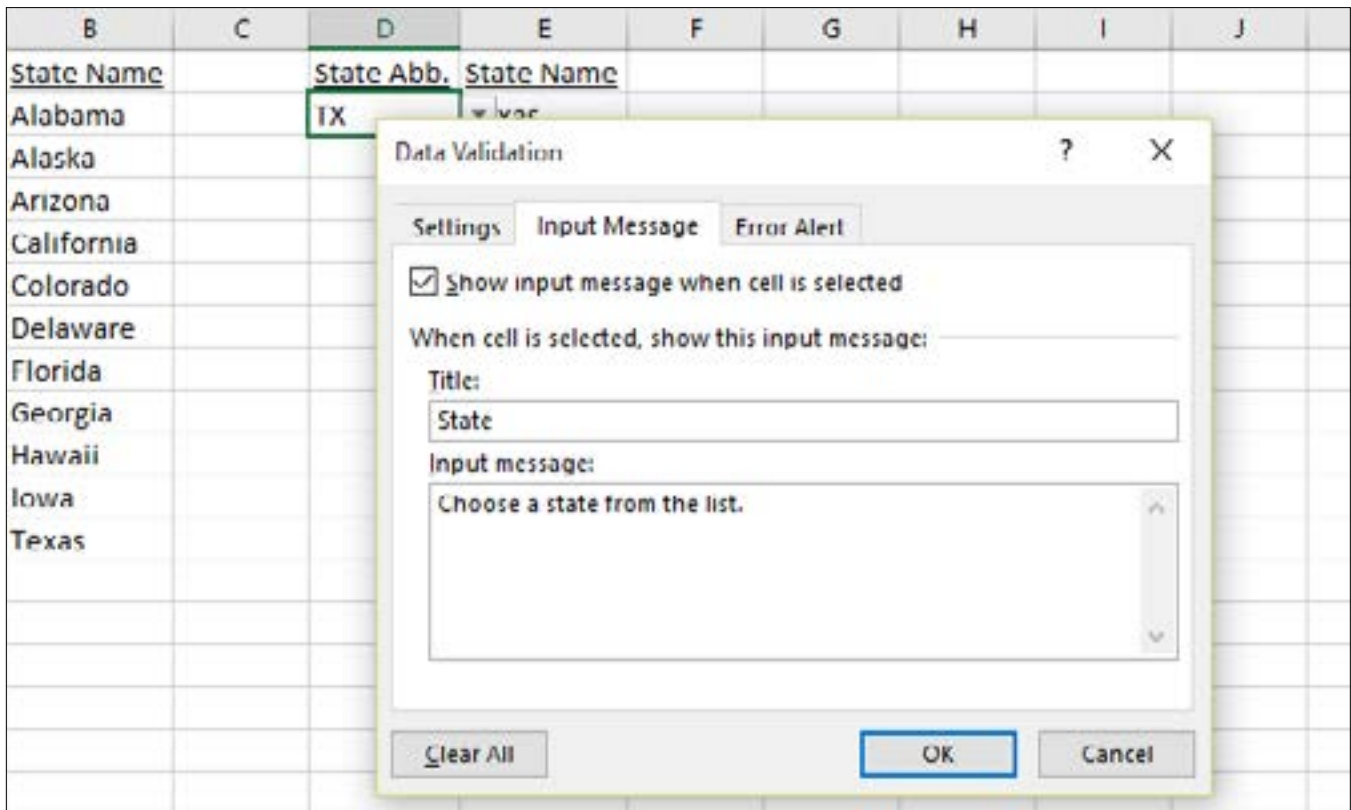 B C D E F G H I J
State Name State Abb. State Name
Alabama TX
Alaska
Arizona
California
Colorado
Delaware
Florida
Georgia
Hawaii
Iowa
Texas
Data Validation ? X
Settings Input Message Error Alert
Show input message when cell is selected
When cell is selected, show this input message:
Title:
State
Input message:
Choose a state from the list.
Clear All OK Cancel